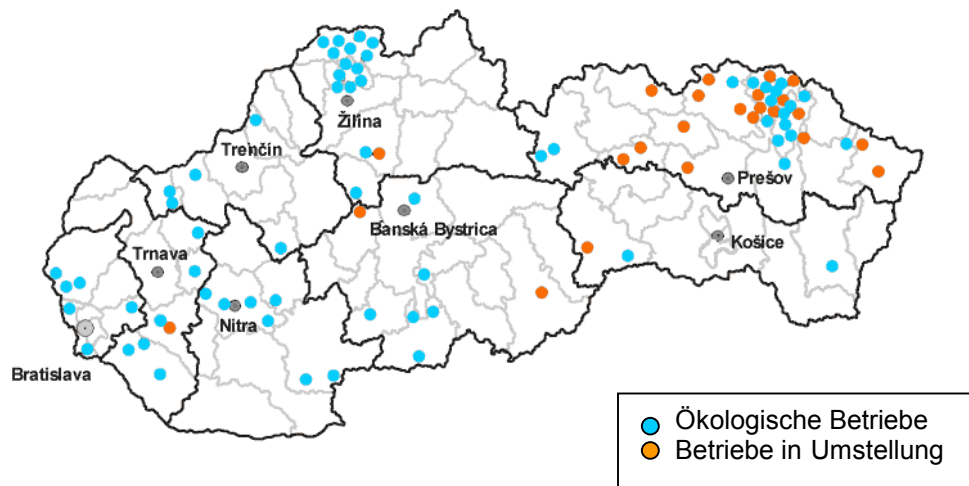 Žilina
Trenčín
Prešov
Banská Bystrica
Košice
Trnava
Nitra
Bratislava
Ökologische Betriebe
Betriebe in Umstellung